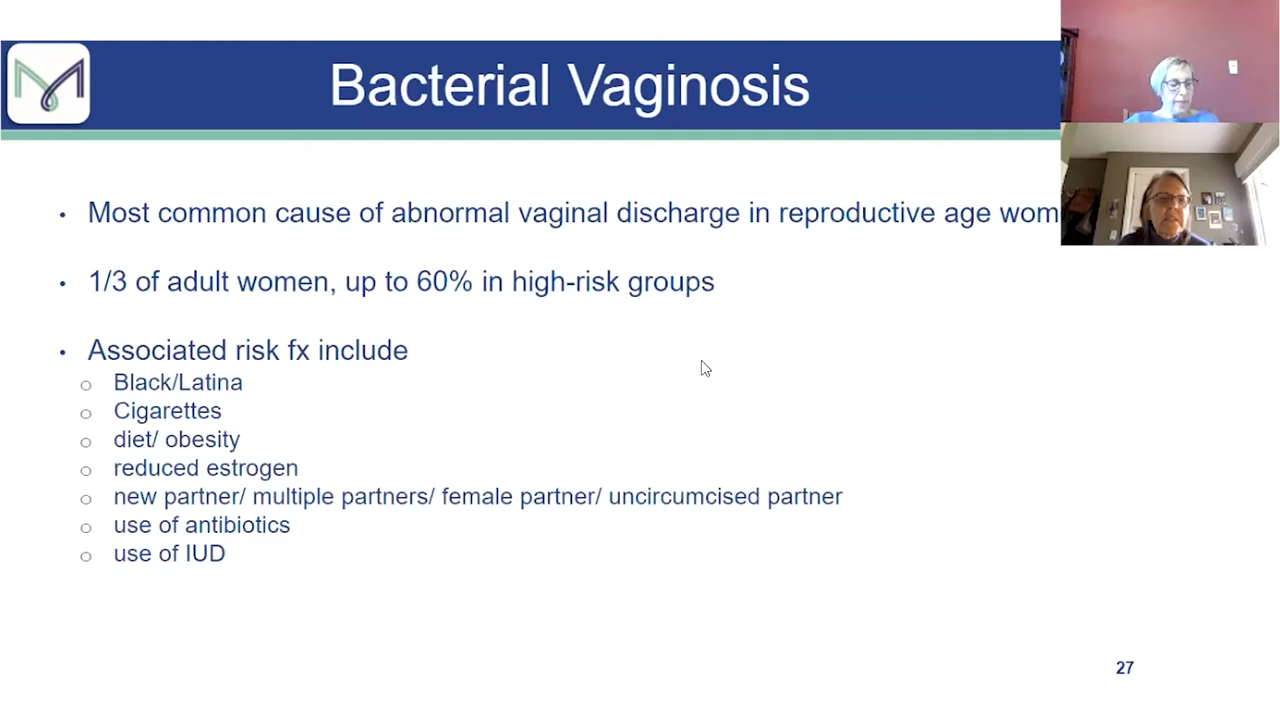 Bacterial Vaginosis
• Most common cause of abnormal vaginal discharge in reproductive age wom
• 1/3 of adult women, up to 60% in high-risk groups
• Associated risk fx include
o Black/Latina
o Cigarettes
o diet/ obesity
o reduced estrogen
o new partner/ multiple partners/ female partner/ uncircumcised partner
o use of antibiotics
o use of IUD
27